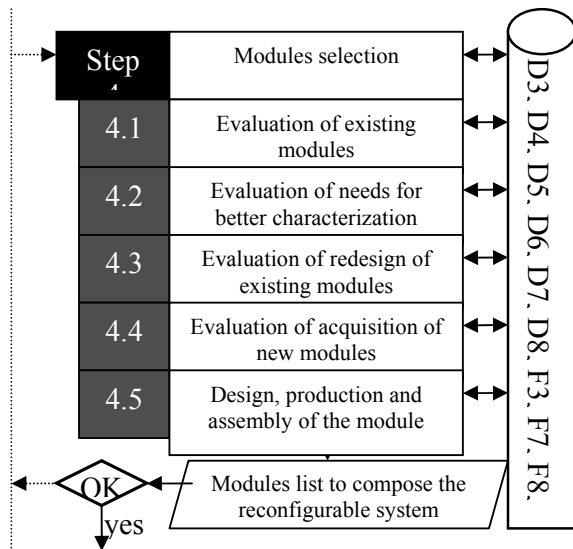 Step
Modules selection
4.1
Evaluation of existing
modules
4.2
Evaluation of needs for
better characterization
4.3
Evaluation of redesign of
existing modules
4.4
Evaluation of acquisition of
new modules
4.5
Design, production and
assembly of the module
Modules list to compose the
reconfigurable system
OK
yes
D3, D4, D5, D6, D7, D8, F3, F7, F8,